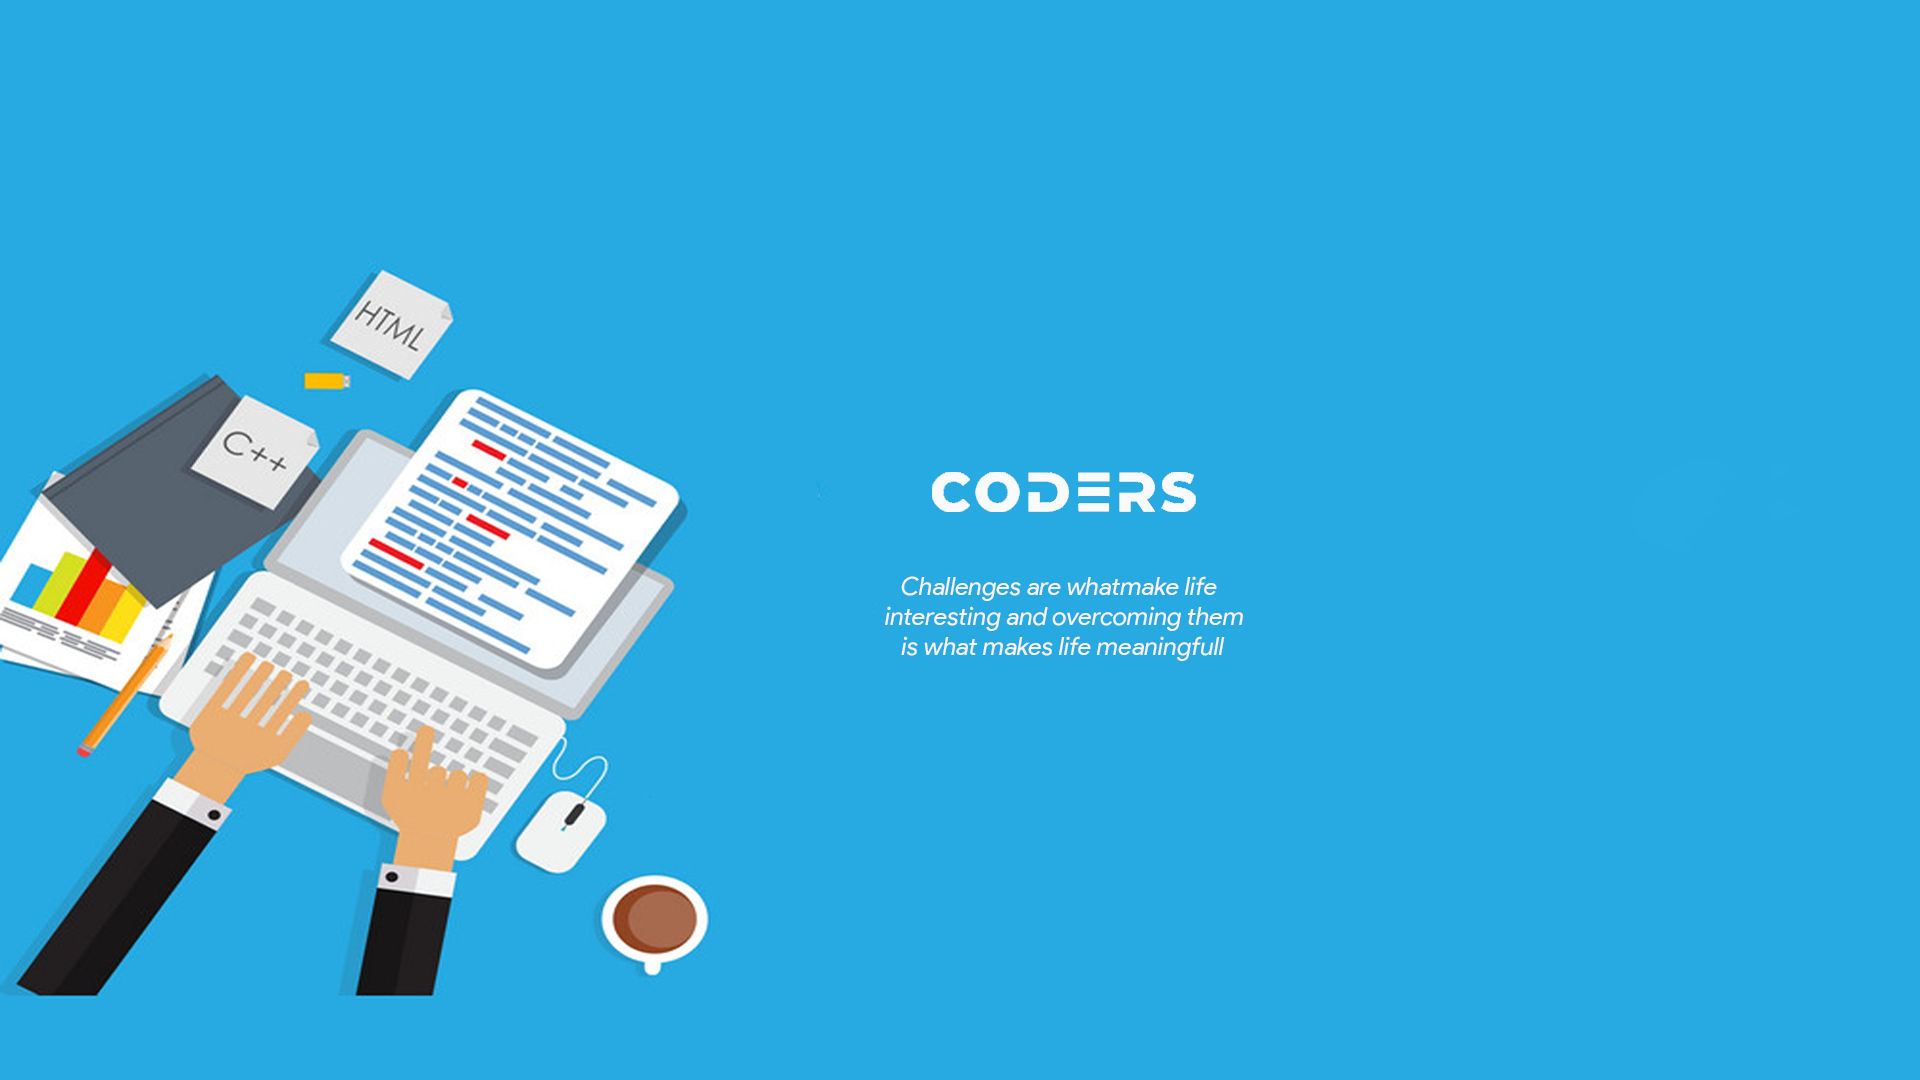 HTML
C++
CODERS
Challenges are whatmake life
interesting and overcoming them
is what makes life meaningfull